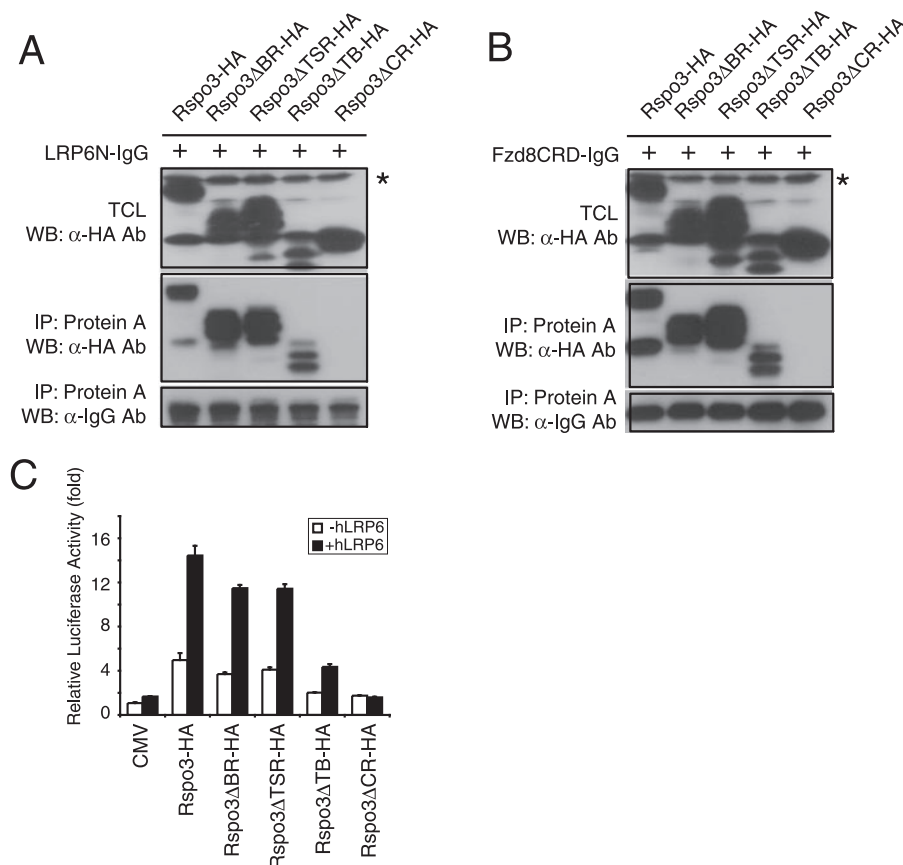 A
Rspo3-HA
Rspo3ΔBR-HA
Rspo3ΔTSR-HA
Rspo3ΔTB-HA
Rspo3ΔCR-HA
LRP6N-IgG + + + + +
*
TCL
WB: α-HA Ab
IP: Protein A
WB: α-HA Ab
IP: Protein A
WB: α-IgG Ab
B
Rspo3-HA
Rspo3ΔBR-HA
Rspo3ΔTSR-HA
Rspo3ΔTB-HA
Rspo3ΔCR-HA
Fzd8CRD-IgG + + + + +
*
TCL
WB: α-HA Ab
IP: Protein A
WB: α-HA Ab
IP: Protein A
WB: α-IgG Ab
C
Relative Luciferase Activity (fold)
16
12
8
4
0
-hLRP6
+hLRP6
CMV
Rspo3-HA
Rspo3ΔBR-HA
Rspo3ΔTSR-HA
Rspo3ΔTB-HA
Rspo3ΔCR-HA